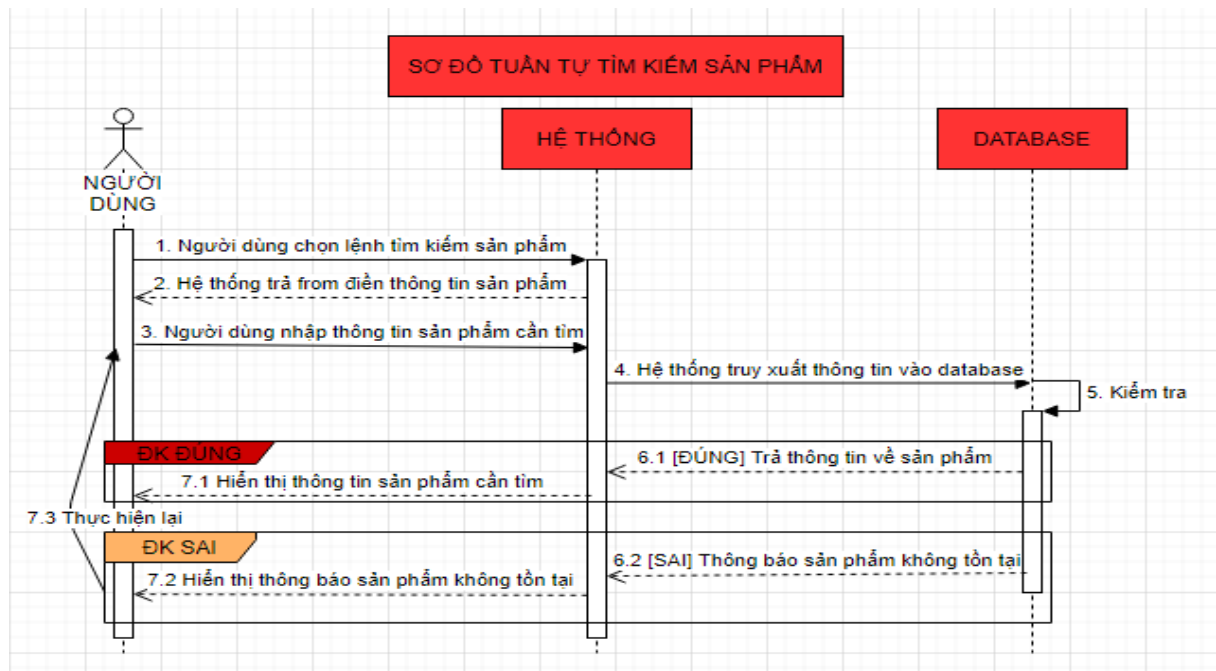 SƠ ĐỒ TUẦN TỰ TÌM KIẾM SẢN PHẨM
HỆ THỐNG
DATABASE
NGƯỜI
DÙNG
1. Người dùng chọn lệnh tìm kiếm sản phẩm
2. Hệ thống trả from điền thông tin sản phẩm
3. Người dùng nhập thông tin sản phẩm cần tìm
4. Hệ thống truy xuất thông tin vào database
5. Kiểm tra
ĐK ĐÚNG
6.1 [ĐÚNG] Trả thông tin về sản phẩm
7.1 Hiển thị thông tin sản phẩm cần tìm
7.3 Thực hiện lại
ĐK SAI
6.2 [SAI] Thông báo sản phẩm không tồn tại
7.2 Hiển thị thông báo sản phẩm không tồn tại